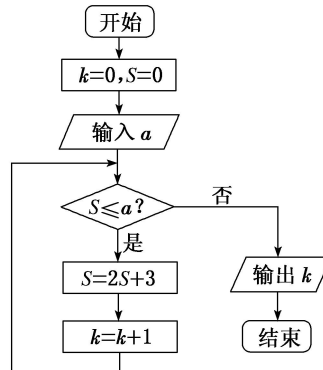 开始
k=0,S=0
输入 a
S≤a?
否
是
S=2S+3
输出 k
k=k+1
结束